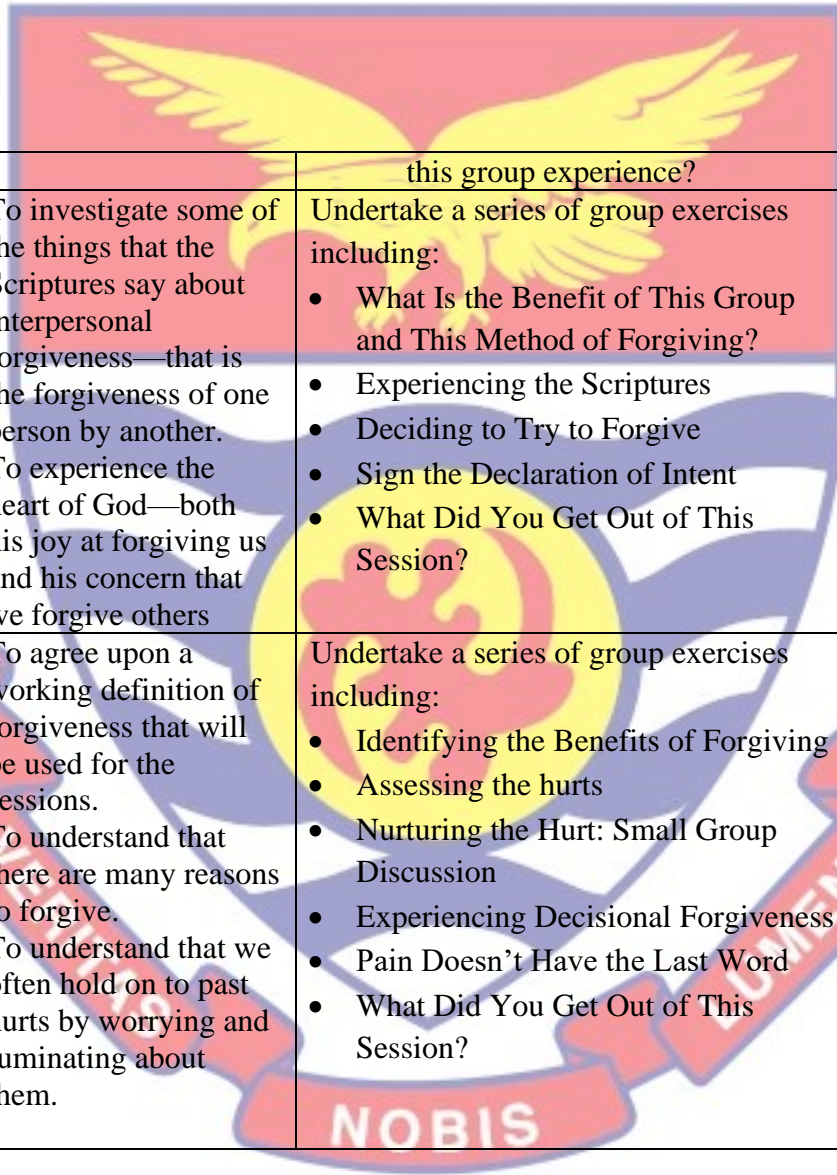 this group experience?
To investigate some of
the things that the
Scriptures say about
interpersonal
forgiveness—that is
the forgiveness of one
person by another.
To experience the
heart of God—both
his joy at forgiving us
and his concern that
we forgive others
Undertake a series of group exercises
including:
• What Is the Benefit of This Group
and This Method of Forgiving?
• Experiencing the Scriptures
• Deciding to Try to Forgive
• Sign the Declaration of Intent
• What Did You Get Out of This
Session?
To agree upon a
working definition of
forgiveness that will
be used for the
sessions.
To understand that
there are many reasons
to forgive.
To understand that we
often hold on to past
hurts by worrying and
ruminating about
them.
Undertake a series of group exercises
including:
• Identifying the Benefits of Forgiving
• Assessing the hurts
• Nurturing the Hurt: Small Group
Discussion
• Experiencing Decisional Forgiveness
• Pain Doesn’t Have the Last Word
• What Did You Get Out of This
Session?
VERITAS
NOBIS
LUMEN